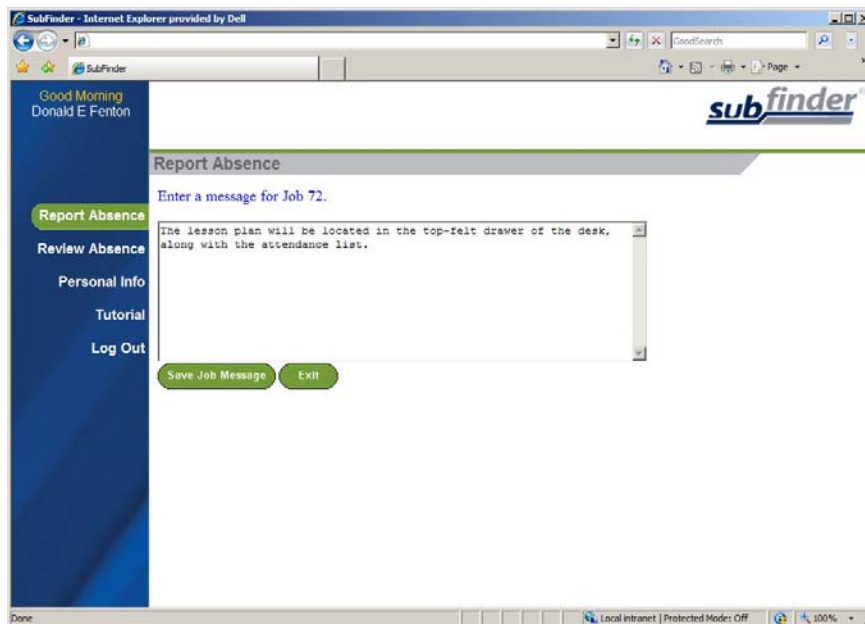 SubFinder - Internet Explorer provided by Dell
GoodSearch
SubFinder
Page
Good Morning
Donald E Fenton
subfinder
Report Absence
Enter a message for Job 72.
Report Absence
Review Absence
Personal Info
Tutorial
Log Out
The lesson plan will be located in the top-felt drawer of the desk,
along with the attendance list.
Save Job Message
Exit
Done
Local intranet | Protected Mode: Off
100%